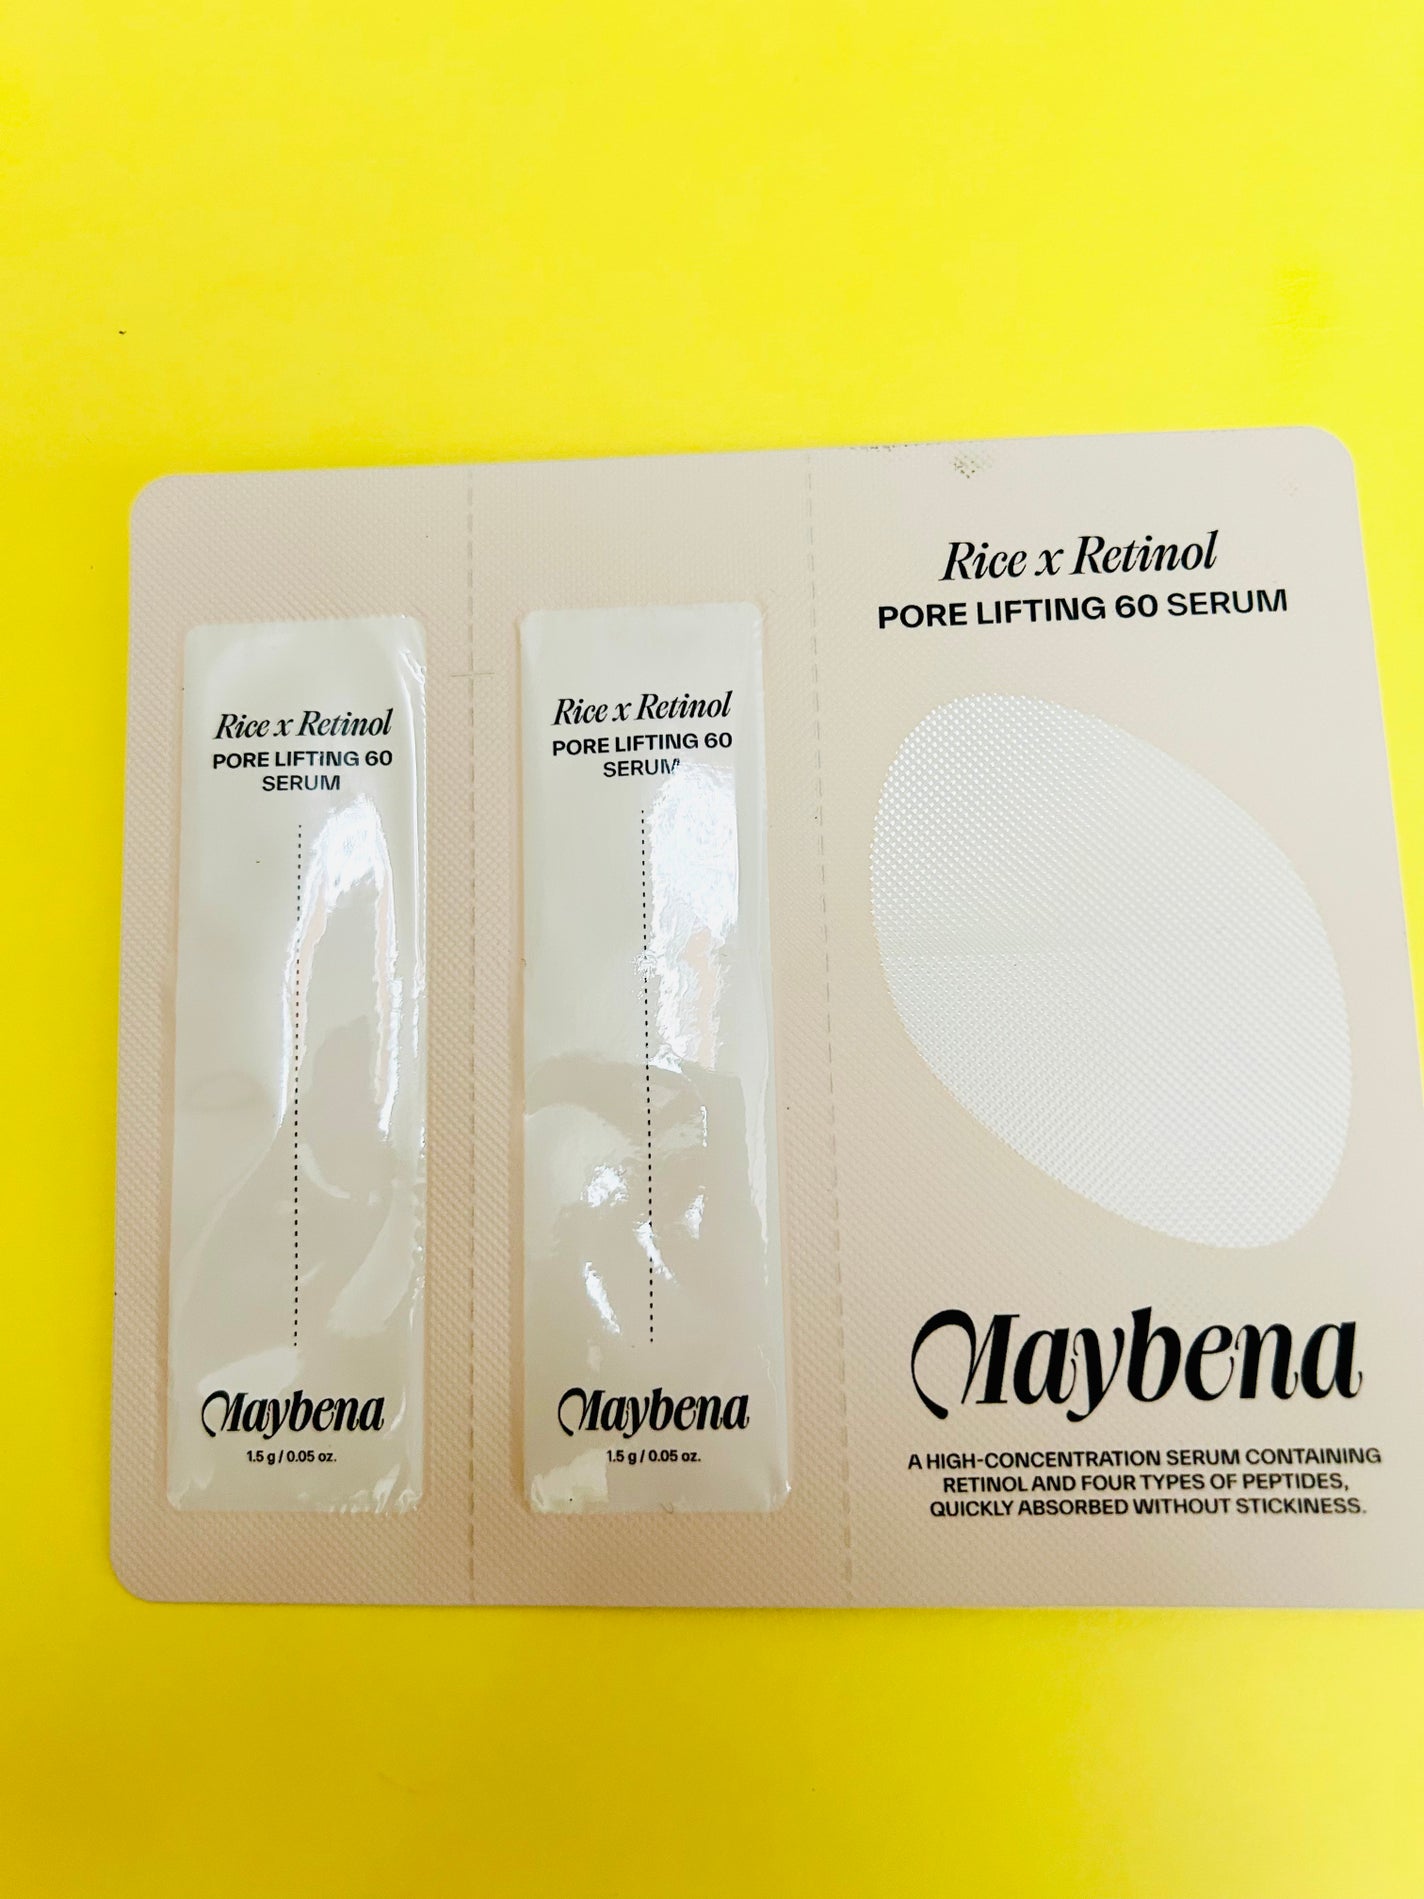 Rice x Retinol
PORE LIFTING 60
SERUM
Maybena
1.5 g / 0.05 oz.
Rice x Retinol
PORE LIFTING 60
SERUM
Maybena
1.5 g / 0.05 oz.
Rice x Retinol
PORE LIFTING 60 SERUM
Maybena
A HIGH-CONCENTRATION SERUM CONTAINING
RETINOL AND FOUR TYPES OF PEPTIDES,
QUICKLY ABSORBED WITHOUT STICKINESS.